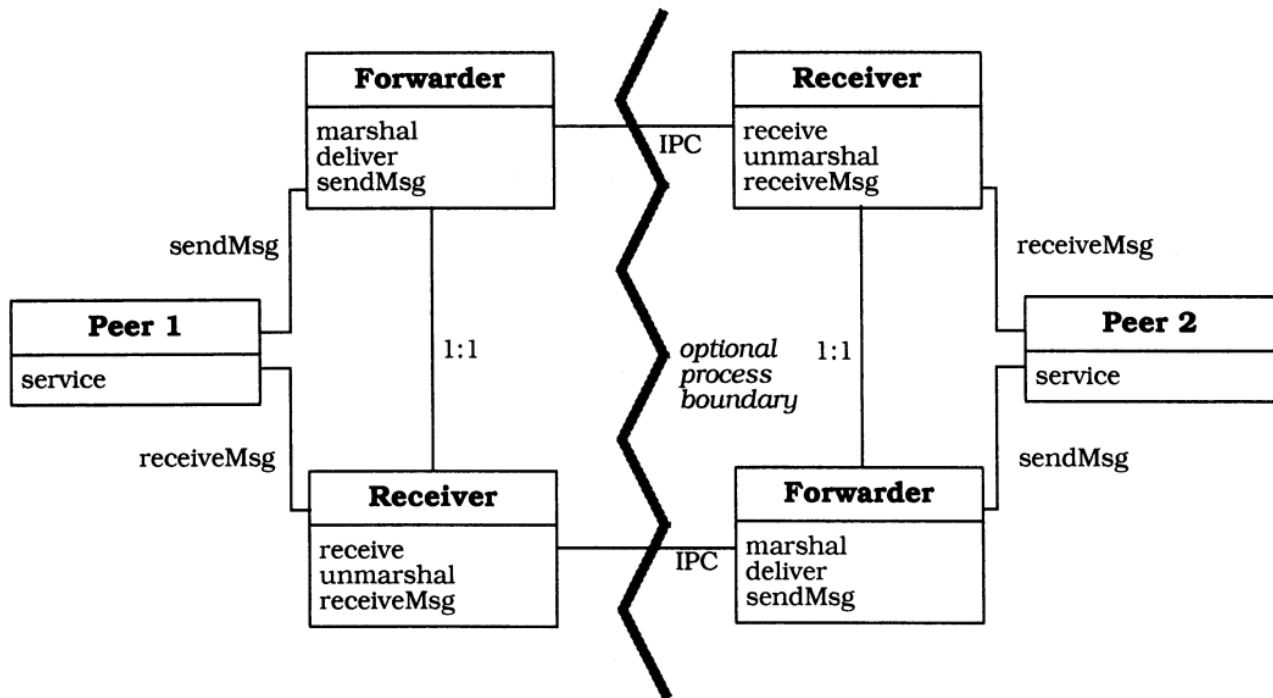 Forwarder
marshal
deliver
sendMsg
Receiver
receive
unmarshal
receiveMsg
IPC
sendMsg
receiveMsg
Peer 1
service
1:1
optional
process
boundary
1:1
Peer 2
service
receiveMsg
sendMsg
Receiver
receive
unmarshal
receiveMsg
IPC
Forwarder
marshal
deliver
sendMsg